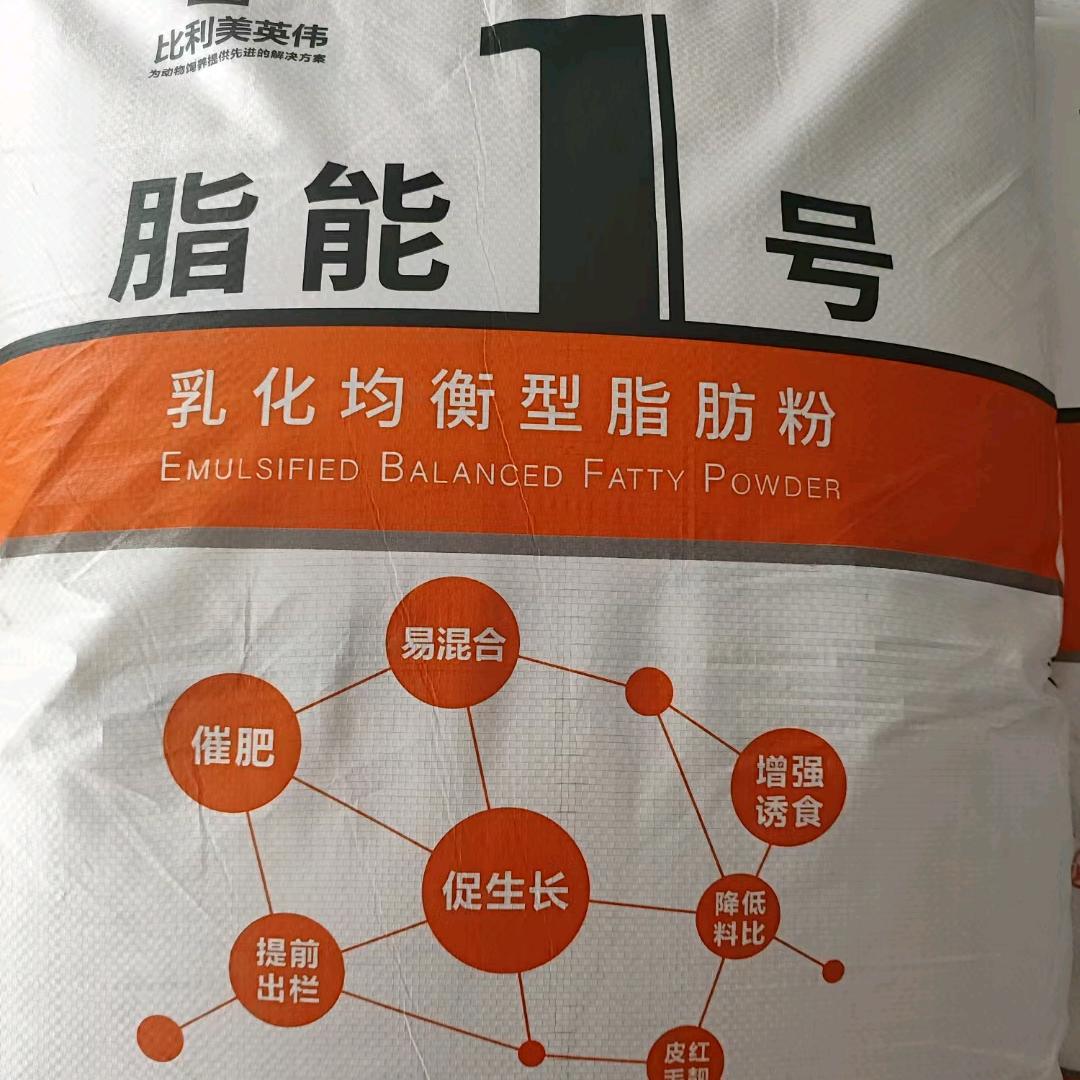 比利美英伟
为动物饲养提供先进的解决方案
脂能1号
乳化均衡型脂肪粉
EMULSIFIED BALANCED FATTY POWDER
易混合
催肥
增强
诱食
促生长
降低
料比
提前
出栏
皮红
毛靓